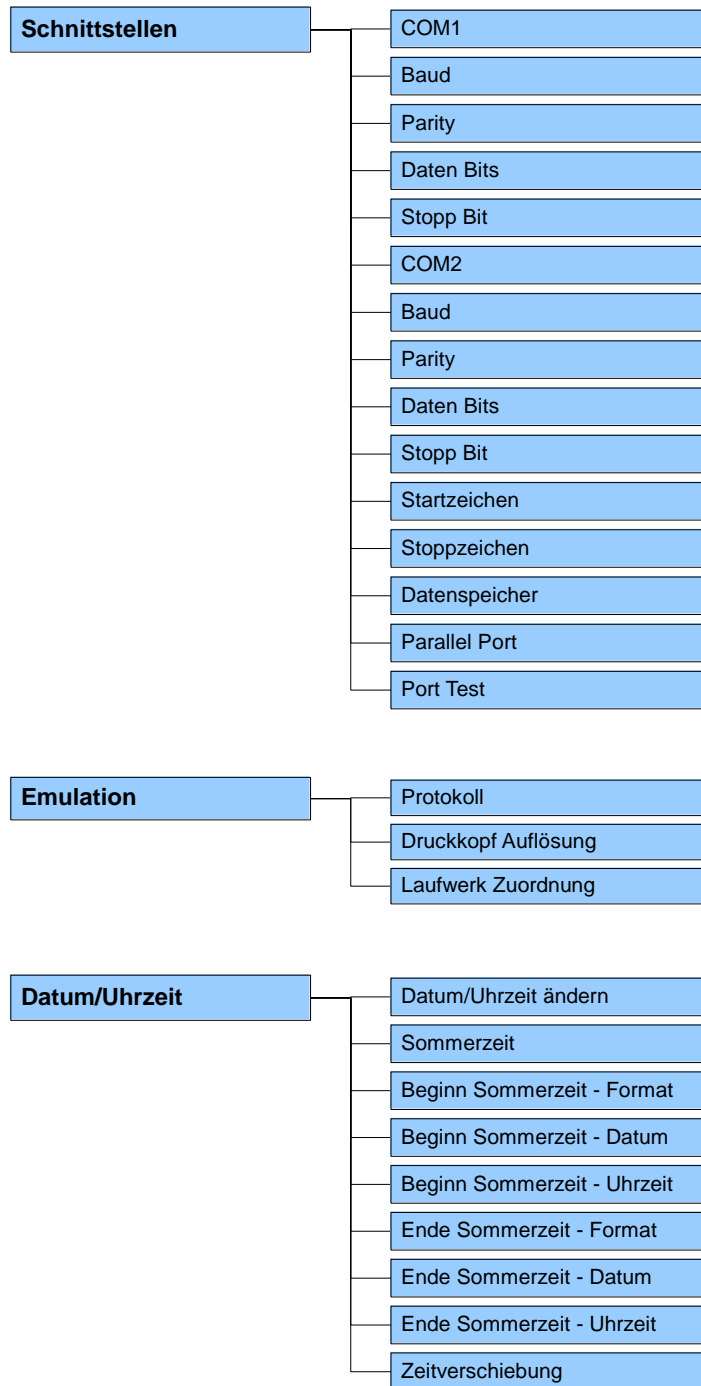 Schnittstellen
COM1
Baud
Parity
Daten Bits
Stopp Bit
COM2
Baud
Parity
Daten Bits
Stopp Bit
Startzeichen
Stoppzeichen
Datenspeicher
Parallel Port
Port Test
Emulation
Protokoll
Druckkopf Auflösung
Laufwerk Zuordnung
Datum/Uhrzeit
Datum/Uhrzeit ändern
Sommerzeit
Beginn Sommerzeit - Format
Beginn Sommerzeit - Datum
Beginn Sommerzeit - Uhrzeit
Ende Sommerzeit - Format
Ende Sommerzeit - Datum
Ende Sommerzeit - Uhrzeit
Zeitverschiebung